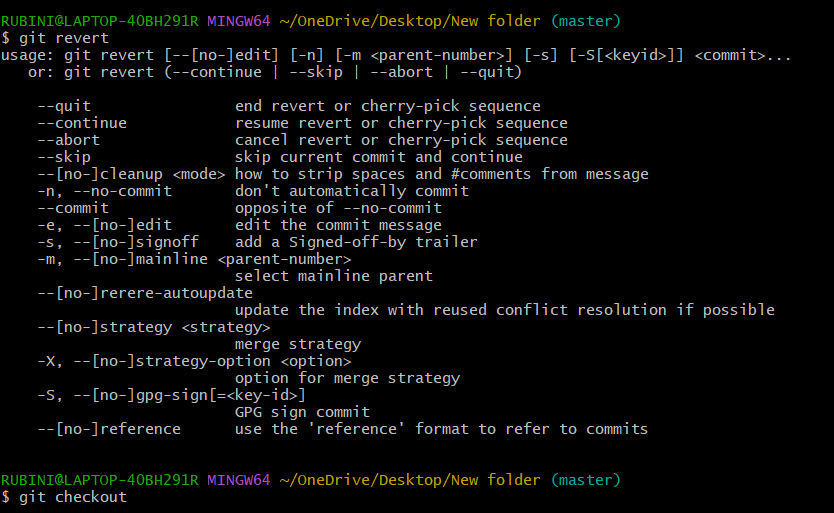 RUBINI@LAPTOP-4OBH291R MINGW64 ~/OneDrive/Desktop/New folder (master)
$ git revert
usage: git revert [--[no-]edit] [-n] [-m <parent-number>] [-s] [-S[<keyid>]] <commit>...
   or: git revert (--continue | --skip | --abort | --quit)

    --quit                end revert or cherry-pick sequence
    --continue            resume revert or cherry-pick sequence
    --abort               cancel revert or cherry-pick sequence
    --skip                skip current commit and continue
    --[no-]cleanup <mode> how to strip spaces and #comments from message
    -n, --no-commit       don't automatically commit
    --commit              opposite of --no-commit
    -e, --[no-]edit       edit the commit message
    -s, --[no-]signoff    add a Signed-off-by trailer
    -m, --[no-]mainline <parent-number>
                          select mainline parent
    --[no-]rerere-autoupdate
                          update the index with reused conflict resolution if possible
    --[no-]strategy <strategy>
                          merge strategy
    -X, --[no-]strategy-option <option>
                          option for merge strategy
    -S, --[no-]gpg-sign[=<key-id>]
                          GPG sign commit
    --[no-]reference      use the 'reference' format to refer to commits

RUBINI@LAPTOP-4OBH291R MINGW64 ~/OneDrive/Desktop/New folder (master)
$ git checkout